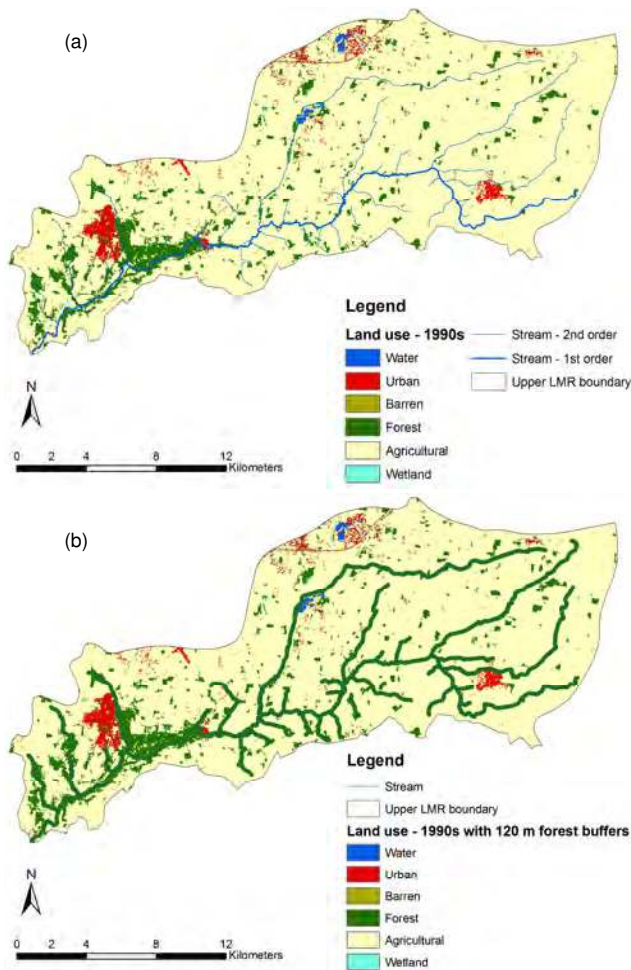 (a)
Legend
Land use - 1990s
Water
Urban
Barren
Forest
Agricultural
Wetland
Stream - 2nd order
Stream - 1st order
Upper LMR boundary
N
0 2 4 8 12
Kilometers
(b)
Legend
Stream
Upper LMR boundary
Land use - 1990s with 120 m forest buffers
Water
Urban
Barren
Forest
Agricultural
Wetland
N
0 2 4 8 12
Kilometers